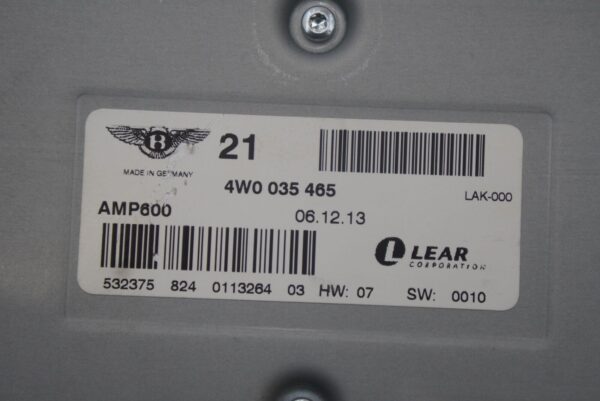 B 21
MADE IN GERMANY
4W0 035 465 LAK-000
AMP600 06.12.13
L LEAR
CORPORATION
532375 824 0113264 03 HW: 07 SW: 0010